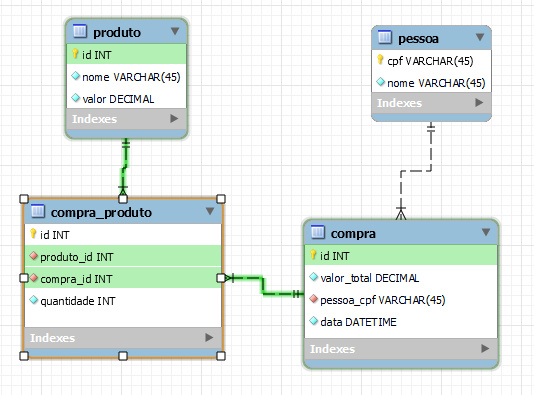 produto
id INT
nome VARCHAR(45)
valor DECIMAL
Indexes
pessoa
cpf VARCHAR(45)
nome VARCHAR(45)
Indexes
compra_produto
id INT
produto_id INT
compra_id INT
quantidade INT
Indexes
compra
id INT
valor_total DECIMAL
pessoa_cpf VARCHAR(45)
data DATETIME
Indexes